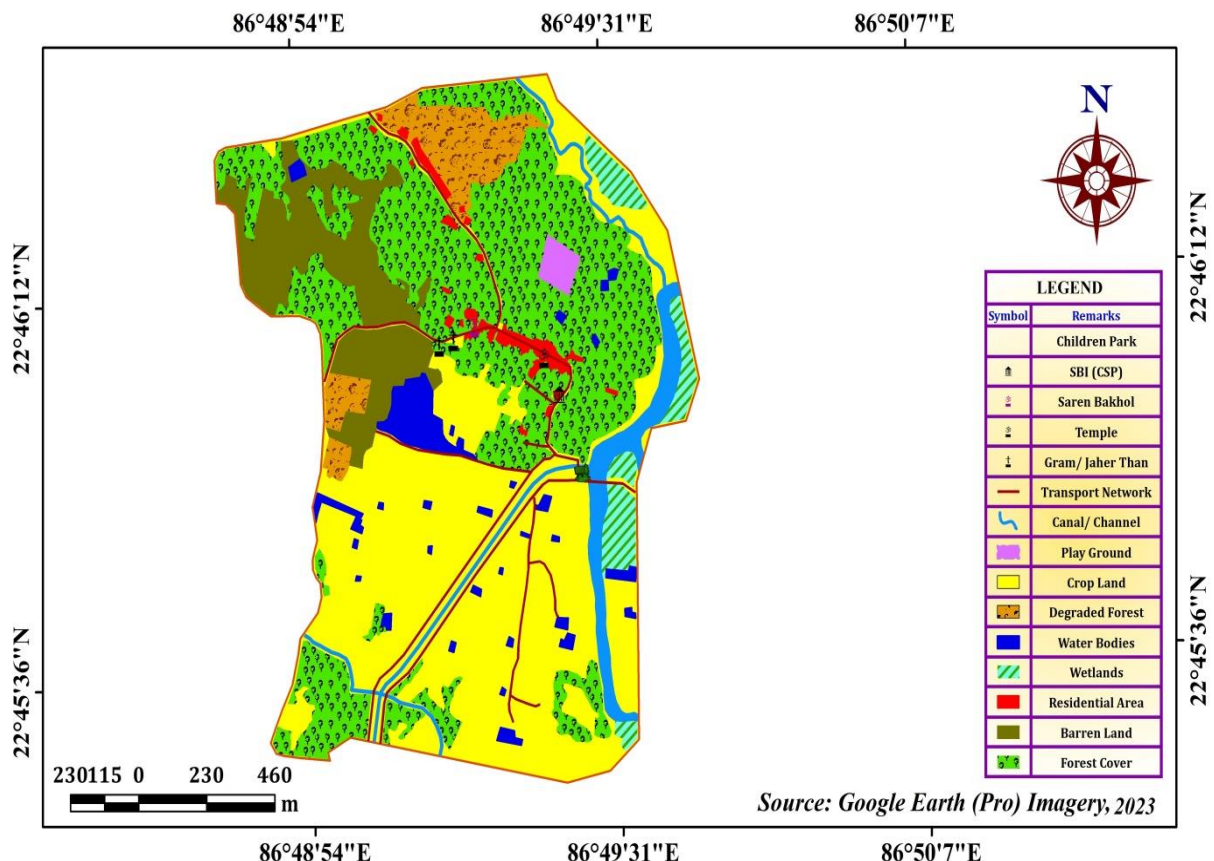 86°48'54"E 86°49'31"E 86°50'7"E
N
22°46'12"N
22°46'12"N
LEGEND
Symbol Remarks
Children Park
SBI (CSP)
Saren Bakhol
Temple
Gram/ Jaher Than
Transport Network
Canal/ Channel
Play Ground
Crop Land
Degraded Forest
Water Bodies
Wetlands
Residential Area
Barren Land
Forest Cover
22°45'36"N
22°45'36"N
230115 0 230 460
m
Source: Google Earth (Pro) Imagery, 2023
86°48'54"E 86°49'31"E 86°50'7"E